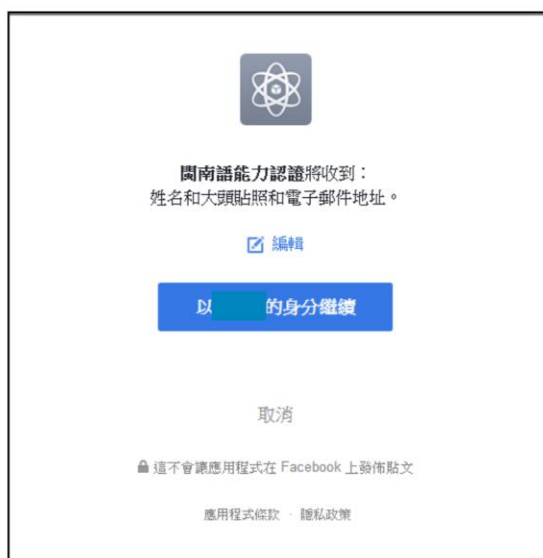 閩南語能力認證將收到：
姓名和大頭貼照和電子郵件地址。
編輯
以 的身分繼續
取消
這不會讓應用程式在 Facebook 上發佈貼文
應用程式條款 · 隱私政策